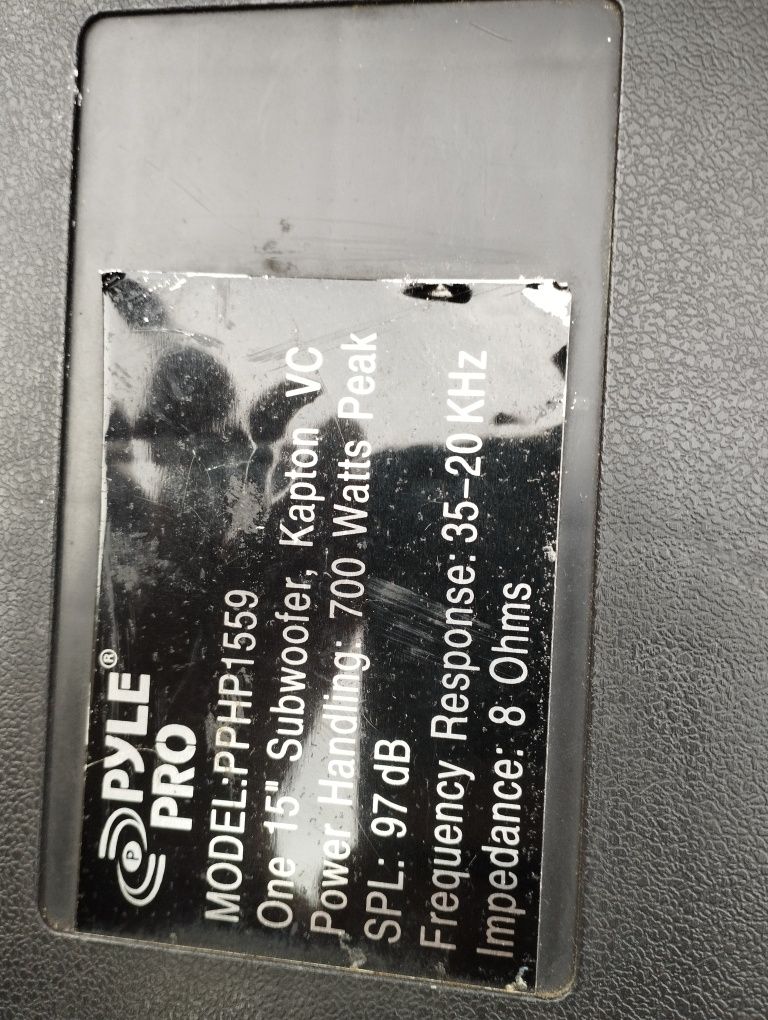 PYLE®
PRO
MODEL:PPHP1559
One 15" Subwoofer, Kapton VC
Power Handling: 700 Watts Peak
SPL: 97 dB
Frequency Response: 35-20 KHz
Impedance: 8 Ohms